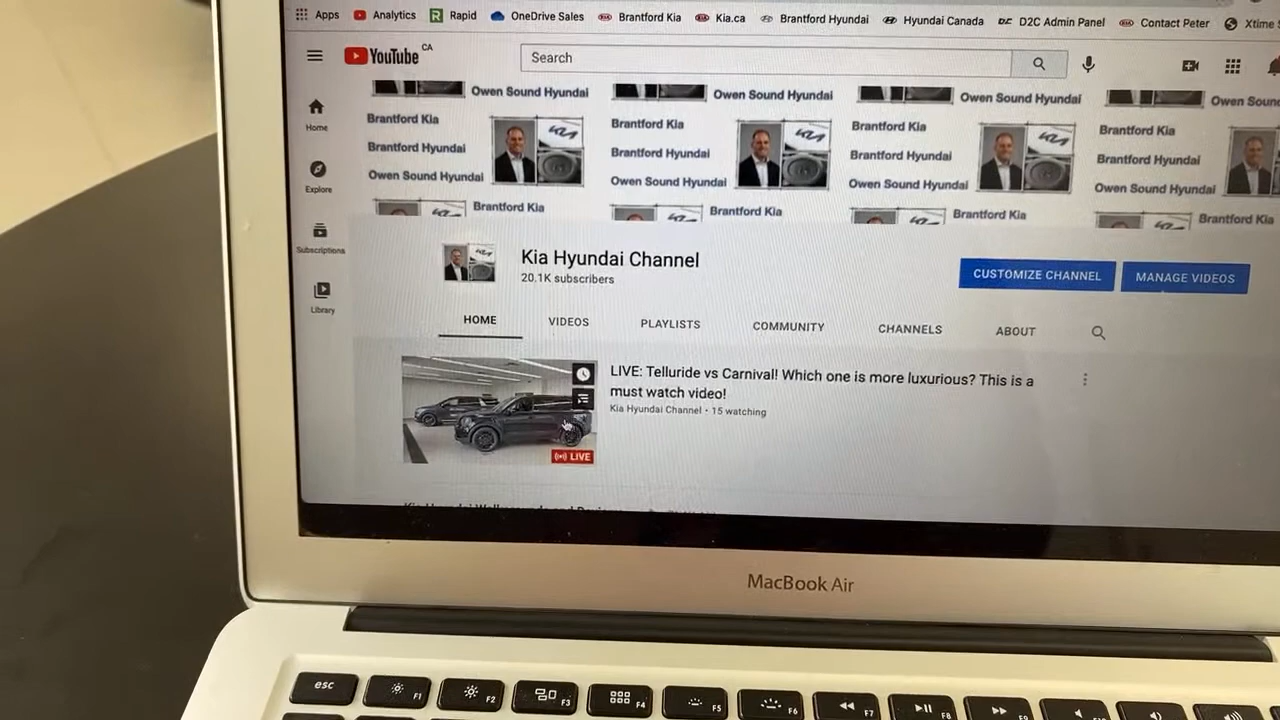 Apps Analytics Rapid OneDrive Sales Brantford Kia Kia.ca Brantford Hyundai Hyundai Canada D2C Admin Panel Contact Peter Xtime
YouTube CA Search
Owen Sound Hyundai Owen Sound Hyundai Owen Sound Hyundai
Home
Brantford Kia Brantford Kia Brantford Kia Brantford Kia
Brantford Hyundai Brantford Hyundai Brantford Hyundai Brantford Hyundai
Owen Sound Hyundai Owen Sound Hyundai Owen Sound Hyundai Owen Sound Hyundai
Explore
Brantford Kia Brantford Kia Brantford Kia Brantford Kia
Subscriptions
Kia Hyundai Channel
20.1K subscribers
CUSTOMIZE CHANNEL MANAGE VIDEOS
Library
HOME VIDEOS PLAYLISTS COMMUNITY CHANNELS ABOUT
LIVE: Telluride vs Carnival! Which one is more luxurious? This is a
must watch video!
Kia Hyundai Channel • 15 watching
LIVE
MacBook Air
esc F1 F2 F3 F4 F5 F6 F7 F8 F9